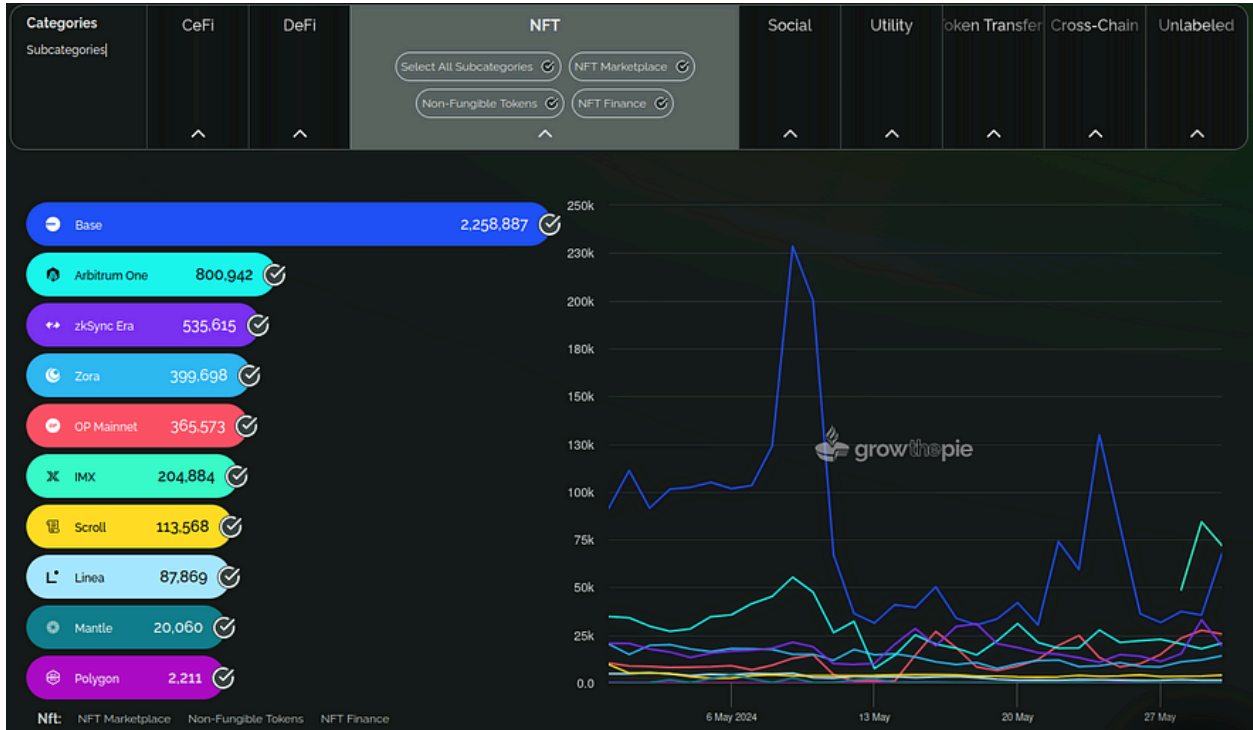 Categories
Subcategories
CeFi
DeFi
NFT
Select All Subcategories
NFT Marketplace
Non-Fungible Tokens
NFT Finance
Social
Utility
oken Transfer
Cross-Chain
Unlabeled
Base 2,258,887
Arbitrum One 800,942
zkSync Era 535,615
Zora 399,698
OP Mainnet 365,573
IMX 204,884
Scroll 113,568
Linea 87,869
Mantle 20,060
Polygon 2,211
Nft: NFT Marketplace Non-Fungible Tokens NFT Finance
250k
230k
200k
180k
150k
130k
100k
75k
50k
25k
0.0
growthepie
6 May 2024
13 May
20 May
27 May